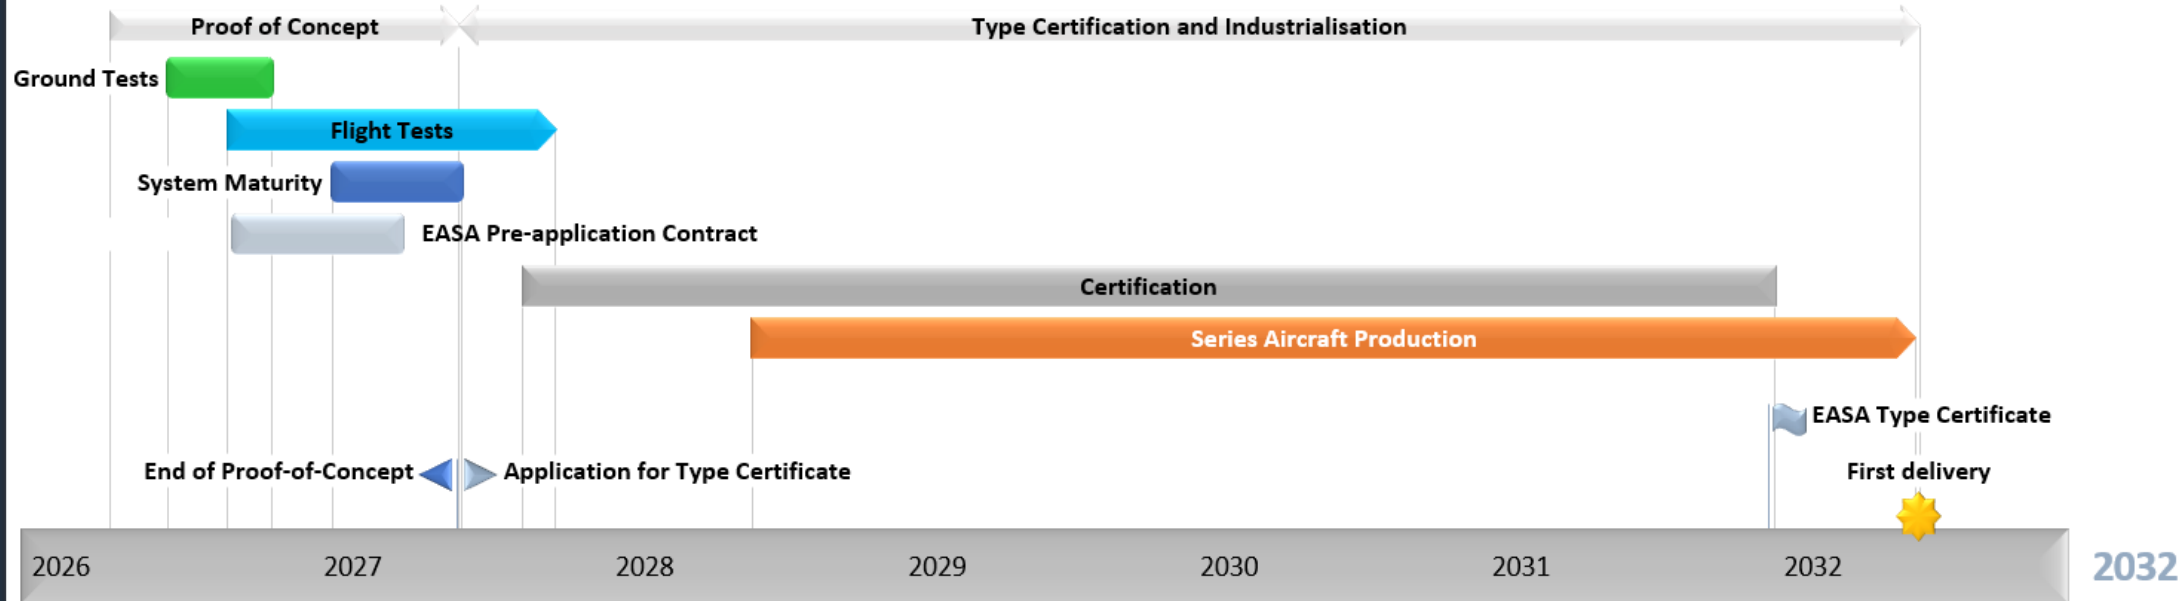 Proof of Concept
Type Certification and Industrialisation
Ground Tests
Flight Tests
System Maturity
EASA Pre-application Contract
Certification
Series Aircraft Production
EASA Type Certificate
End of Proof-of-Concept
Application for Type Certificate
First delivery
2026 2027 2028 2029 2030 2031 2032
2032